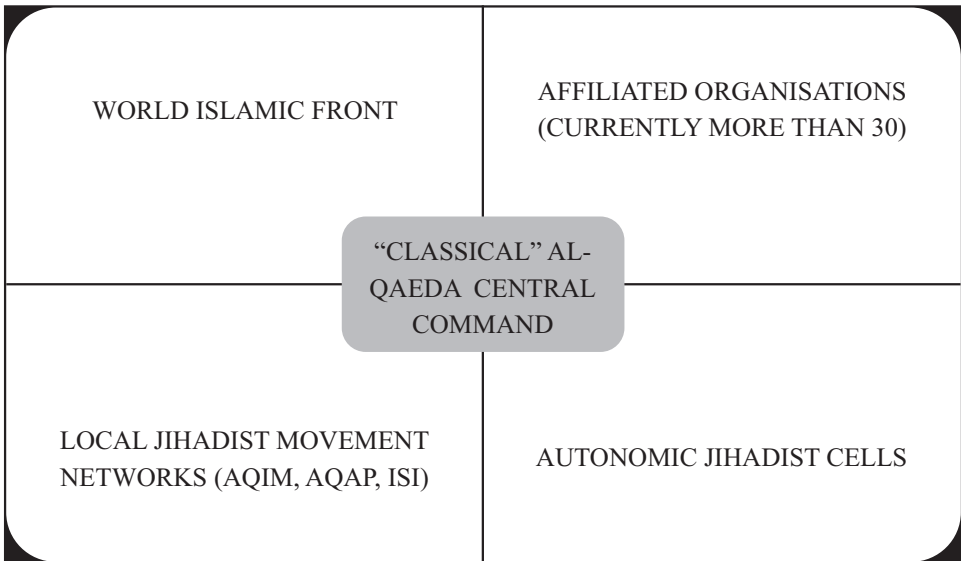 WORLD ISLAMIC FRONT
AFFILIATED ORGANISATIONS
(CURRENTLY MORE THAN 30)
“CLASSICAL” AL-
QAEDA CENTRAL
COMMAND
LOCAL JIHADIST MOVEMENT
NETWORKS (AQIM, AQAP, ISI)
AUTONOMIC JIHADIST CELLS